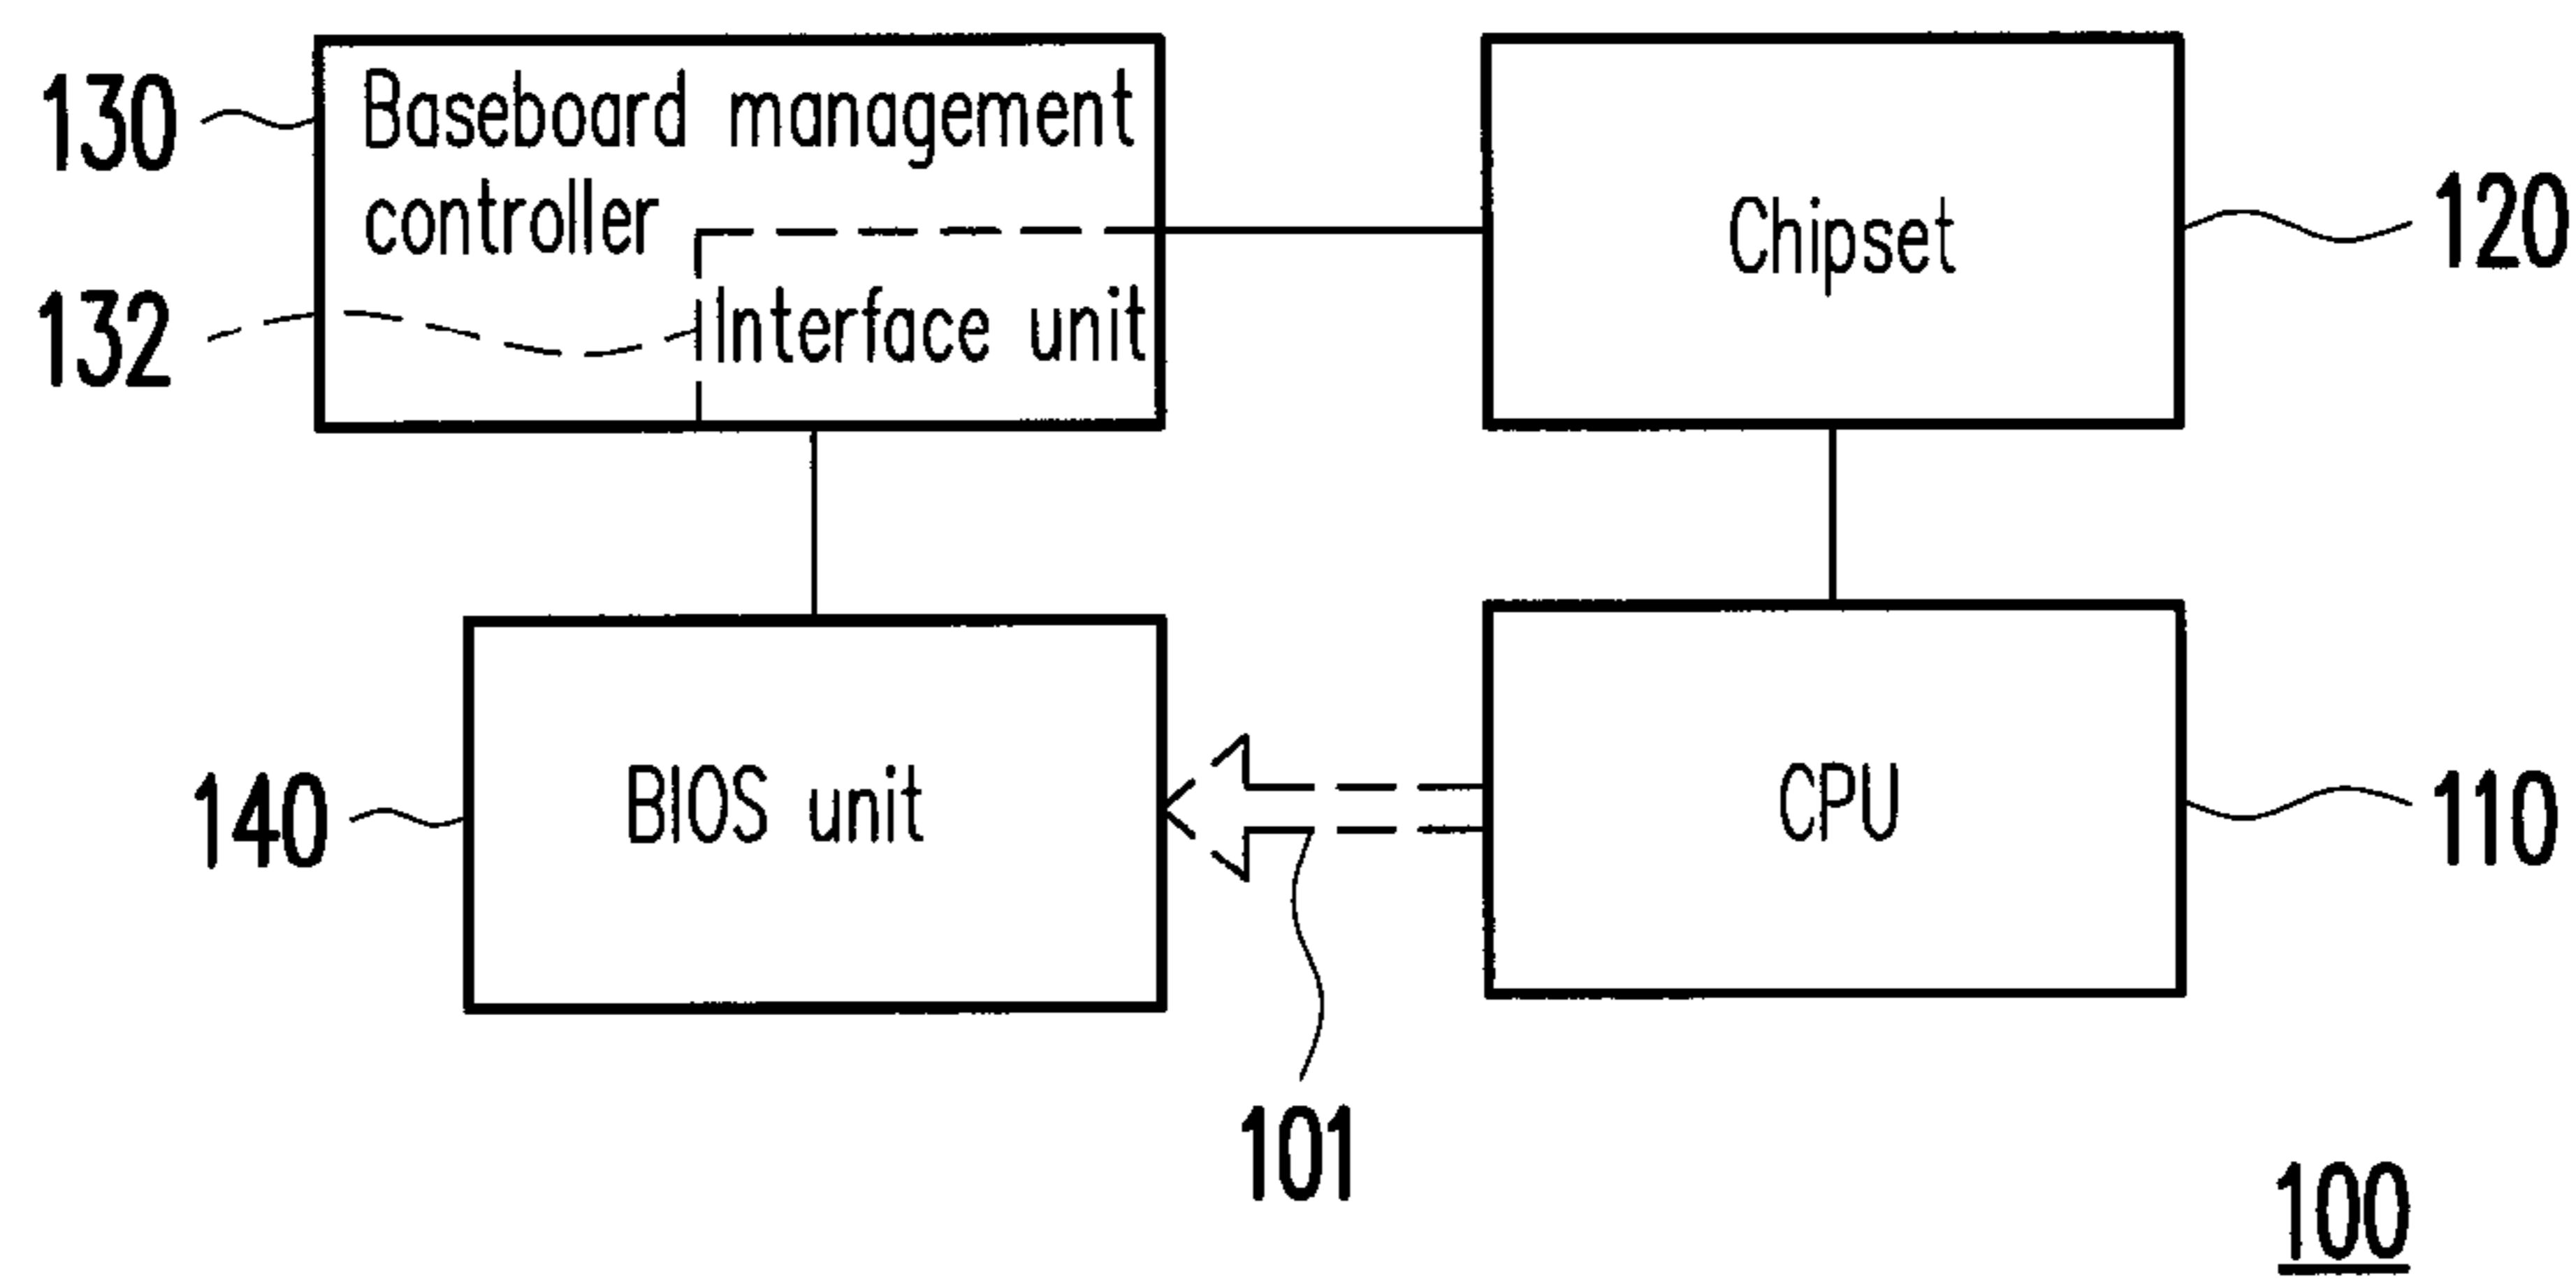 130
Baseboard management
controller
132
Interface unit
Chipset
120
140
BIOS unit
CPU
110
101
100